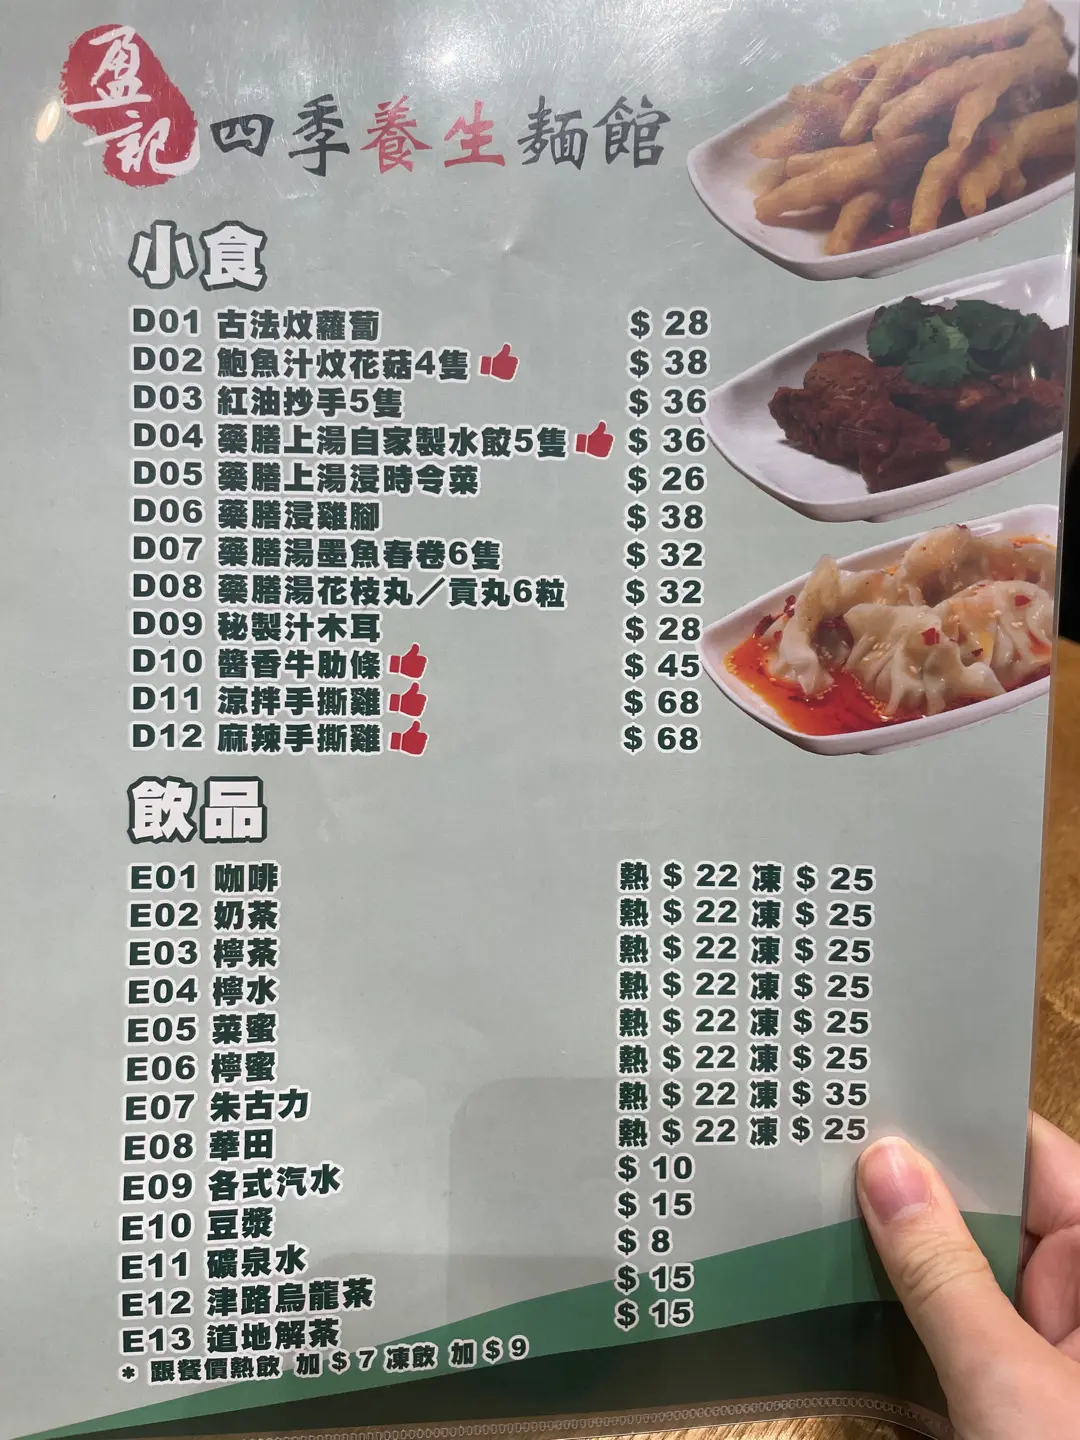 盈記
四季養生麵館
小食
D01 古法炆蘿蔔 $ 28
D02 鮑魚汁炆花菇4隻 $ 38
D03 紅油抄手5隻 $ 36
D04 藥膳上湯自家製水餃5隻 $ 36
D05 藥膳上湯浸時令菜 $ 26
D06 藥膳浸雞腳 $ 38
D07 藥膳湯墨魚春卷6隻 $ 32
D08 藥膳湯花枝丸／貢丸6粒 $ 32
D09 秘製汁木耳 $ 28
D10 醬香牛肋條 $ 45
D11 涼拌手撕雞 $ 68
D12 麻辣手撕雞 $ 68
飲品
E01 咖啡 熱 $ 22 凍 $ 25
E02 奶茶 熱 $ 22 凍 $ 25
E03 檸茶 熱 $ 22 凍 $ 25
E04 檸水 熱 $ 22 凍 $ 25
E05 菜蜜 熱 $ 22 凍 $ 25
E06 檸蜜 熱 $ 22 凍 $ 25
E07 朱古力 熱 $ 22 凍 $ 35
E08 華田 熱 $ 22 凍 $ 25
E09 各式汽水 $ 10
E10 豆漿 $ 15
E11 礦泉水 $ 8
E12 津路烏龍茶 $ 15
E13 道地解茶 $ 15
* 跟餐價熱飲 加 $ 7 凍飲 加 $ 9